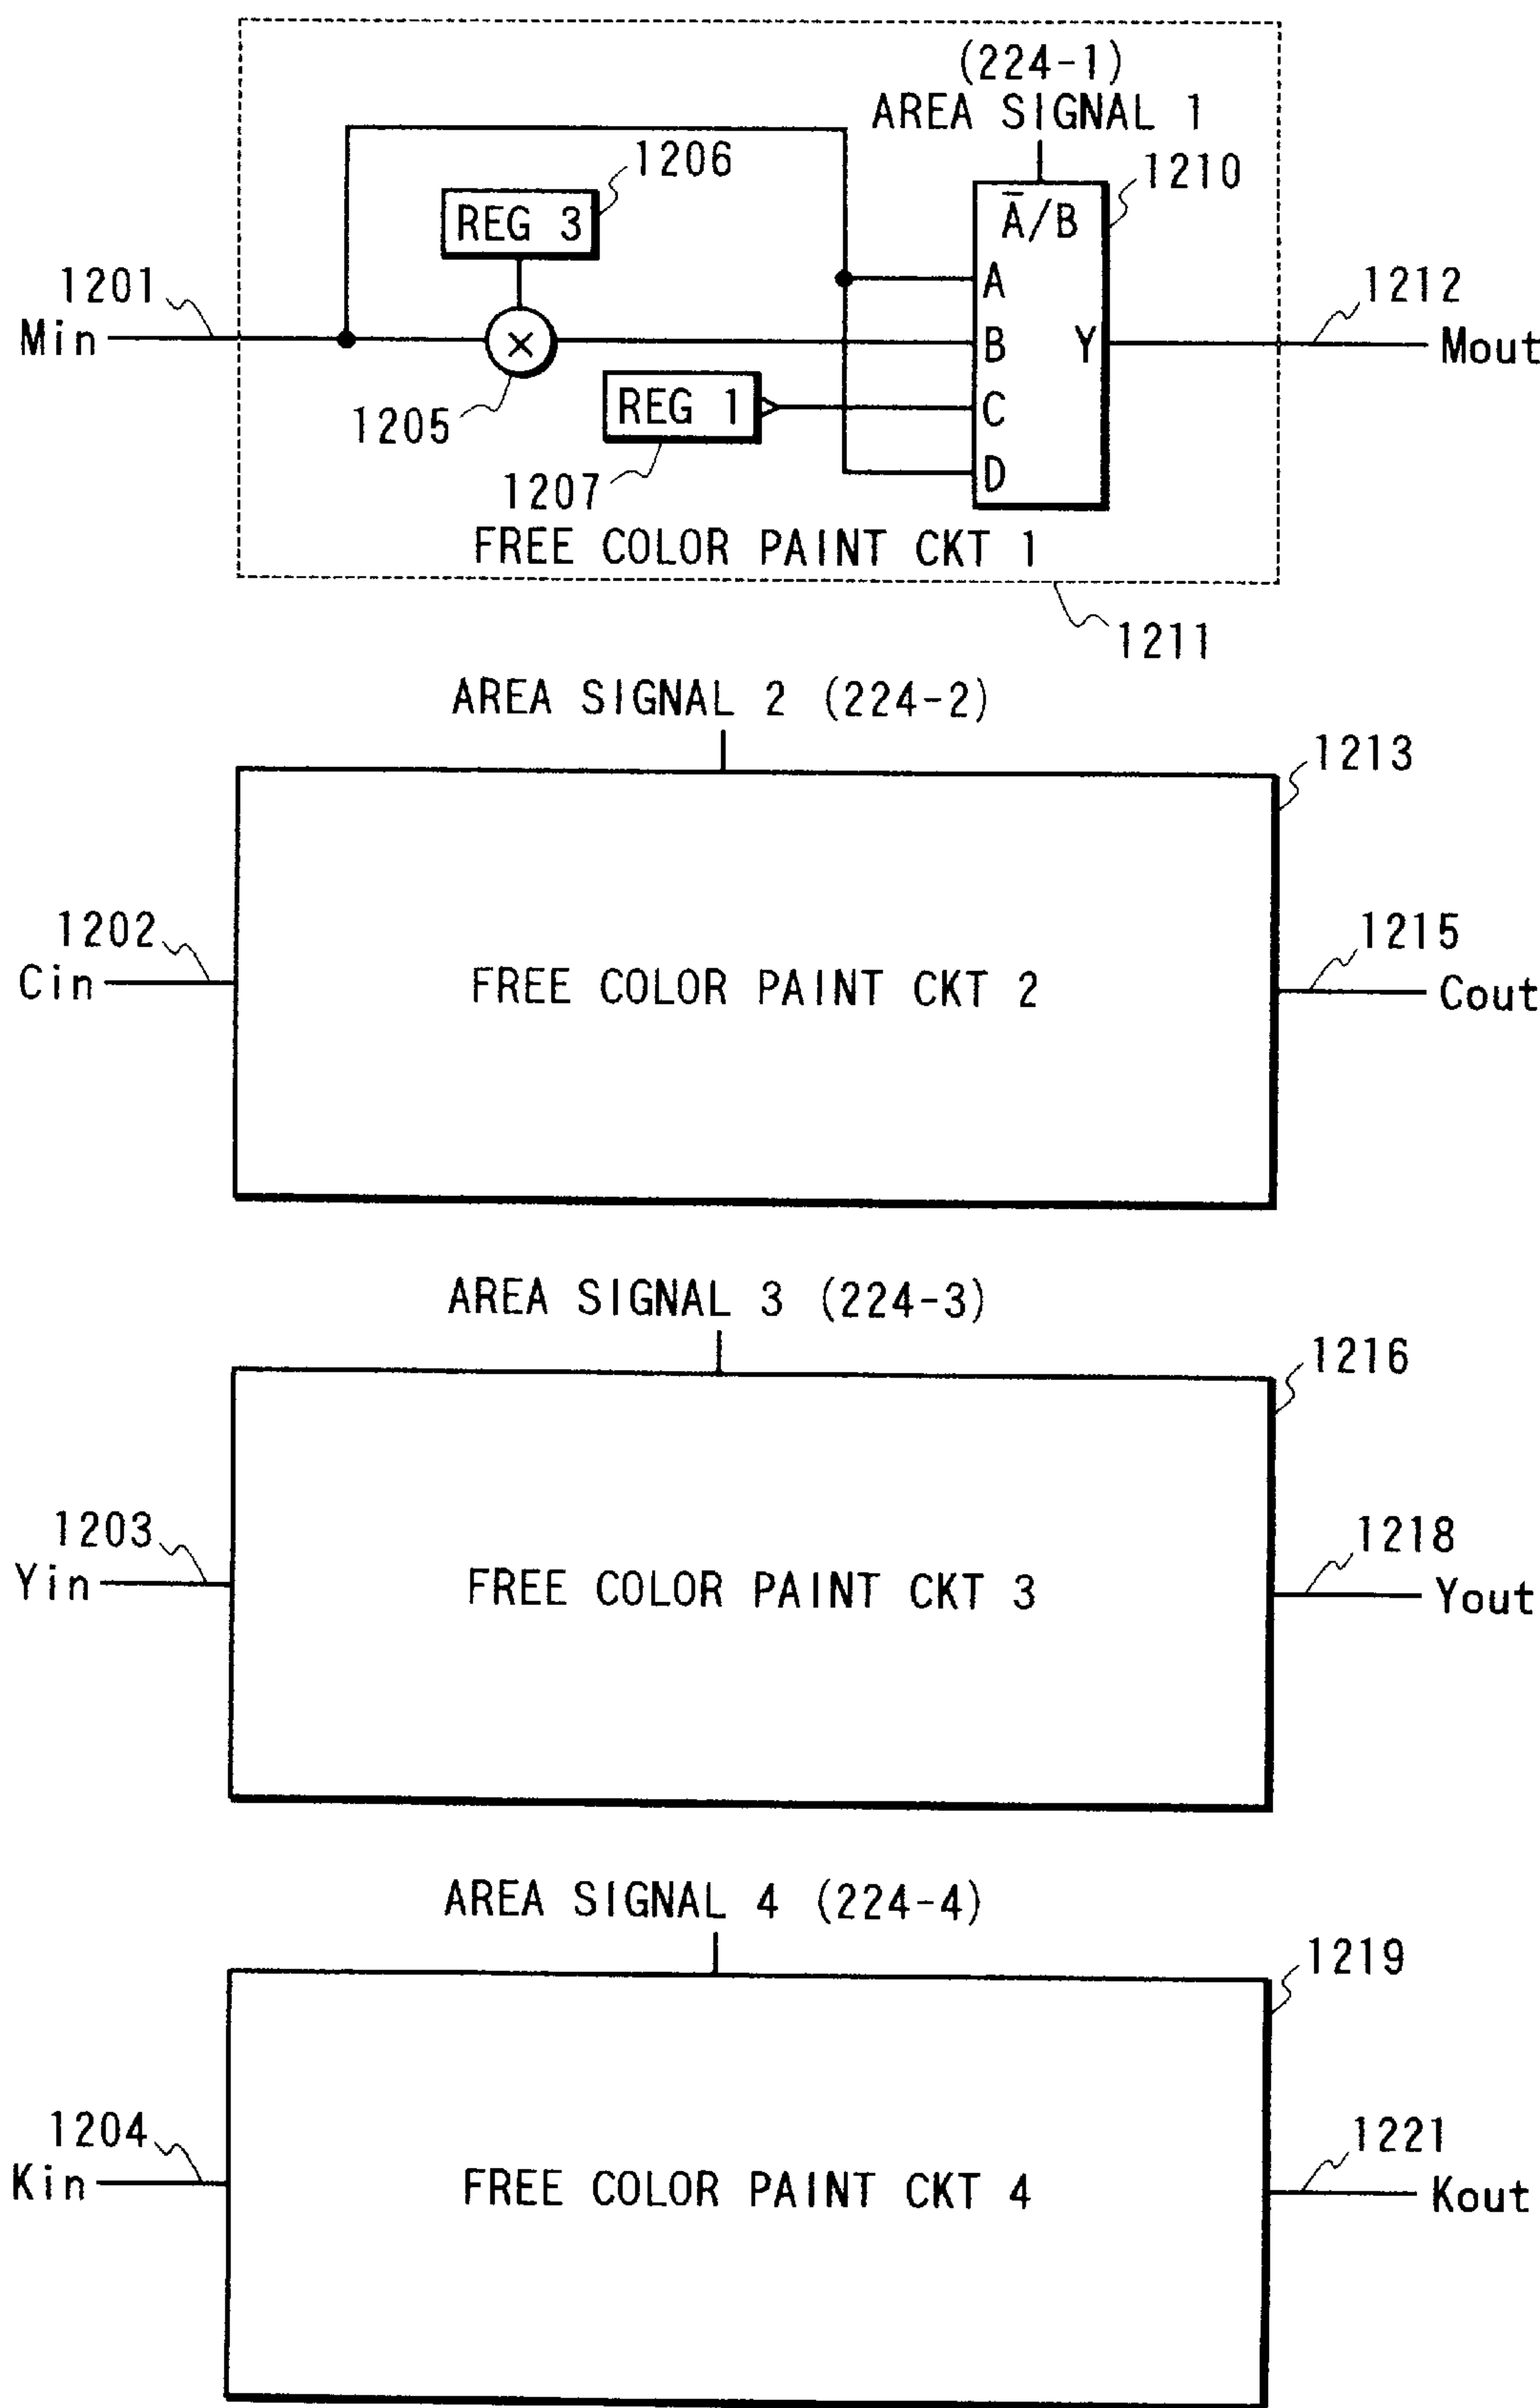 (224-1)
AREA SIGNAL 1
1206
1210
REG 3
A̅/B
1201
A
1212
Min
×
B
Y
Mout
1205
REG 1
C
1207
D
FREE COLOR PAINT CKT 1
1211
AREA SIGNAL 2 (224-2)
1213
1202
1215
Cin
FREE COLOR PAINT CKT 2
Cout
AREA SIGNAL 3 (224-3)
1216
1203
1218
Yin
FREE COLOR PAINT CKT 3
Yout
AREA SIGNAL 4 (224-4)
1219
1204
1221
Kin
FREE COLOR PAINT CKT 4
Kout